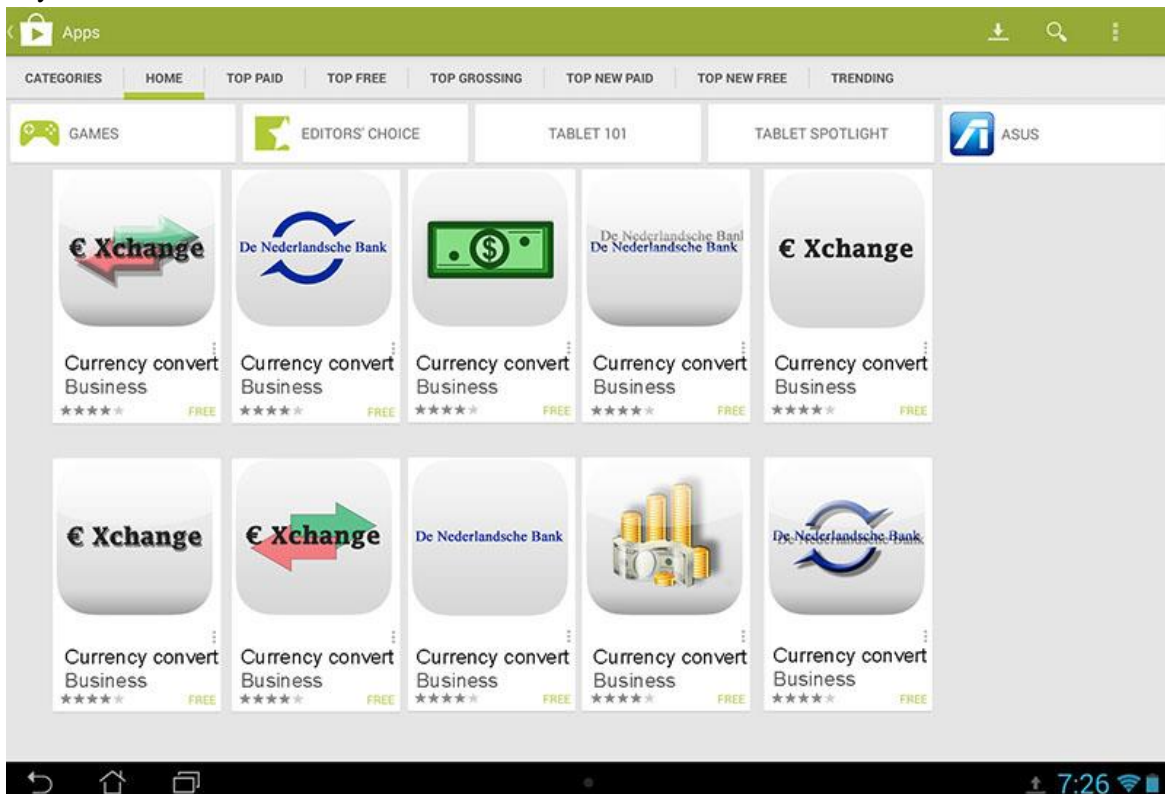 Apps
CATEGORIES HOME TOP PAID TOP FREE TOP GROSSING TOP NEW PAID TOP NEW FREE TRENDING
GAMES EDITORS' CHOICE TABLET 101 TABLET SPOTLIGHT ASUS
€ Xchange De Nederlandsche Bank $ De Nederlandsche Bank De Nederlandsche Bank € Xchange
Currency convert Currency convert Currency convert Currency convert Currency convert
Business Business Business Business Business
FREE FREE FREE FREE FREE
€ Xchange € Xchange De Nederlandsche Bank De Nederlandsche Bank
Currency convert Currency convert Currency convert Currency convert Currency convert
Business Business Business Business Business
FREE FREE FREE FREE FREE
7:26